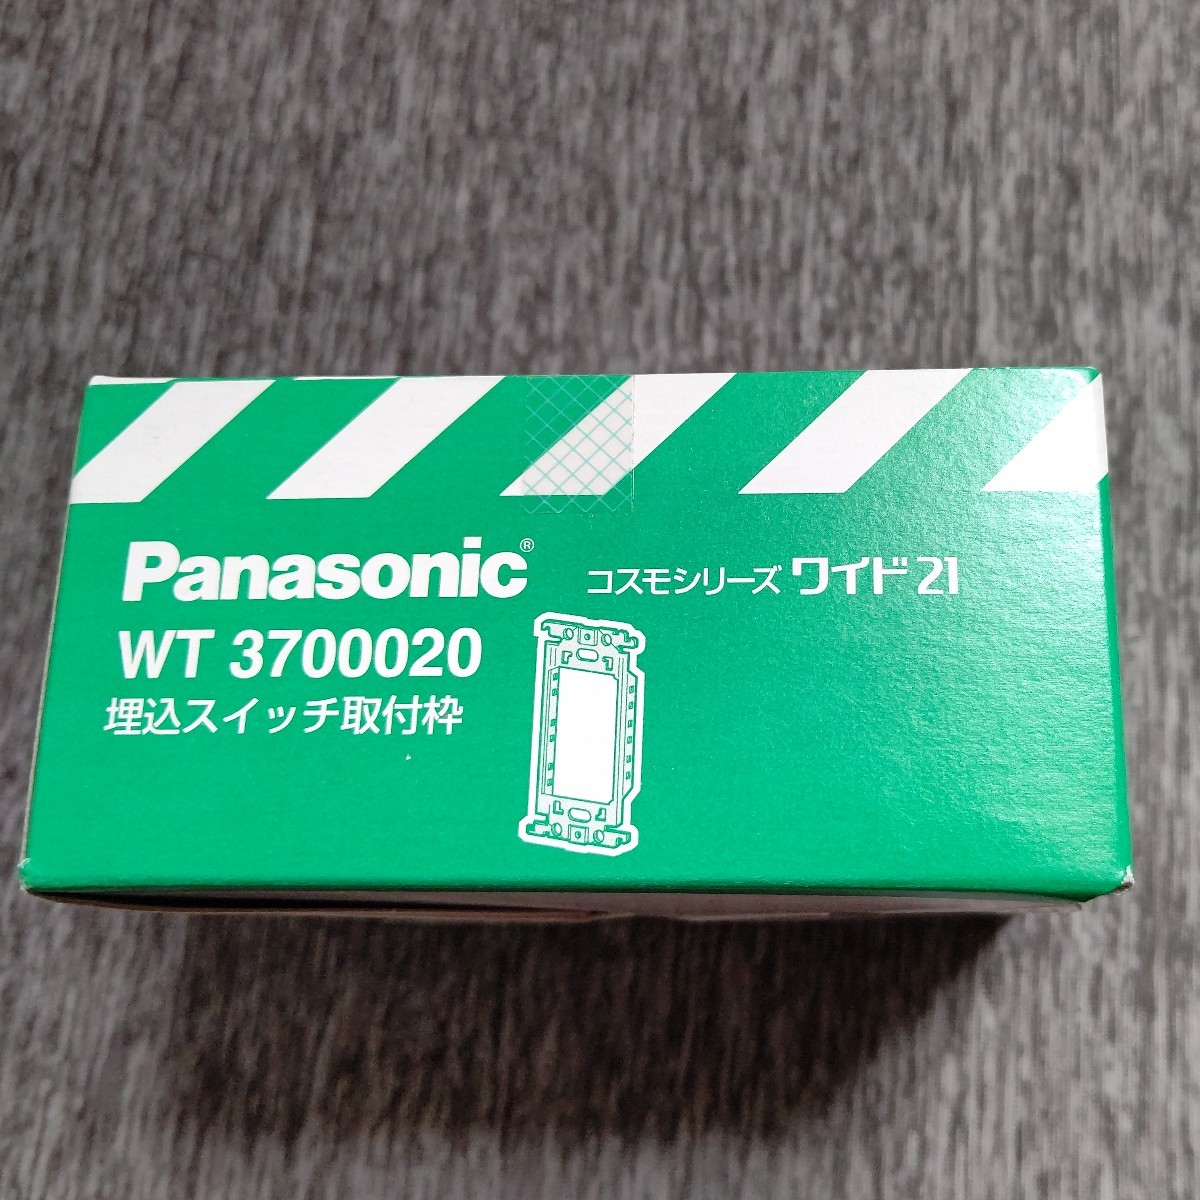 Panasonic® コスモシリーズ ワイド21
WT 3700020
埋込スイッチ取付枠